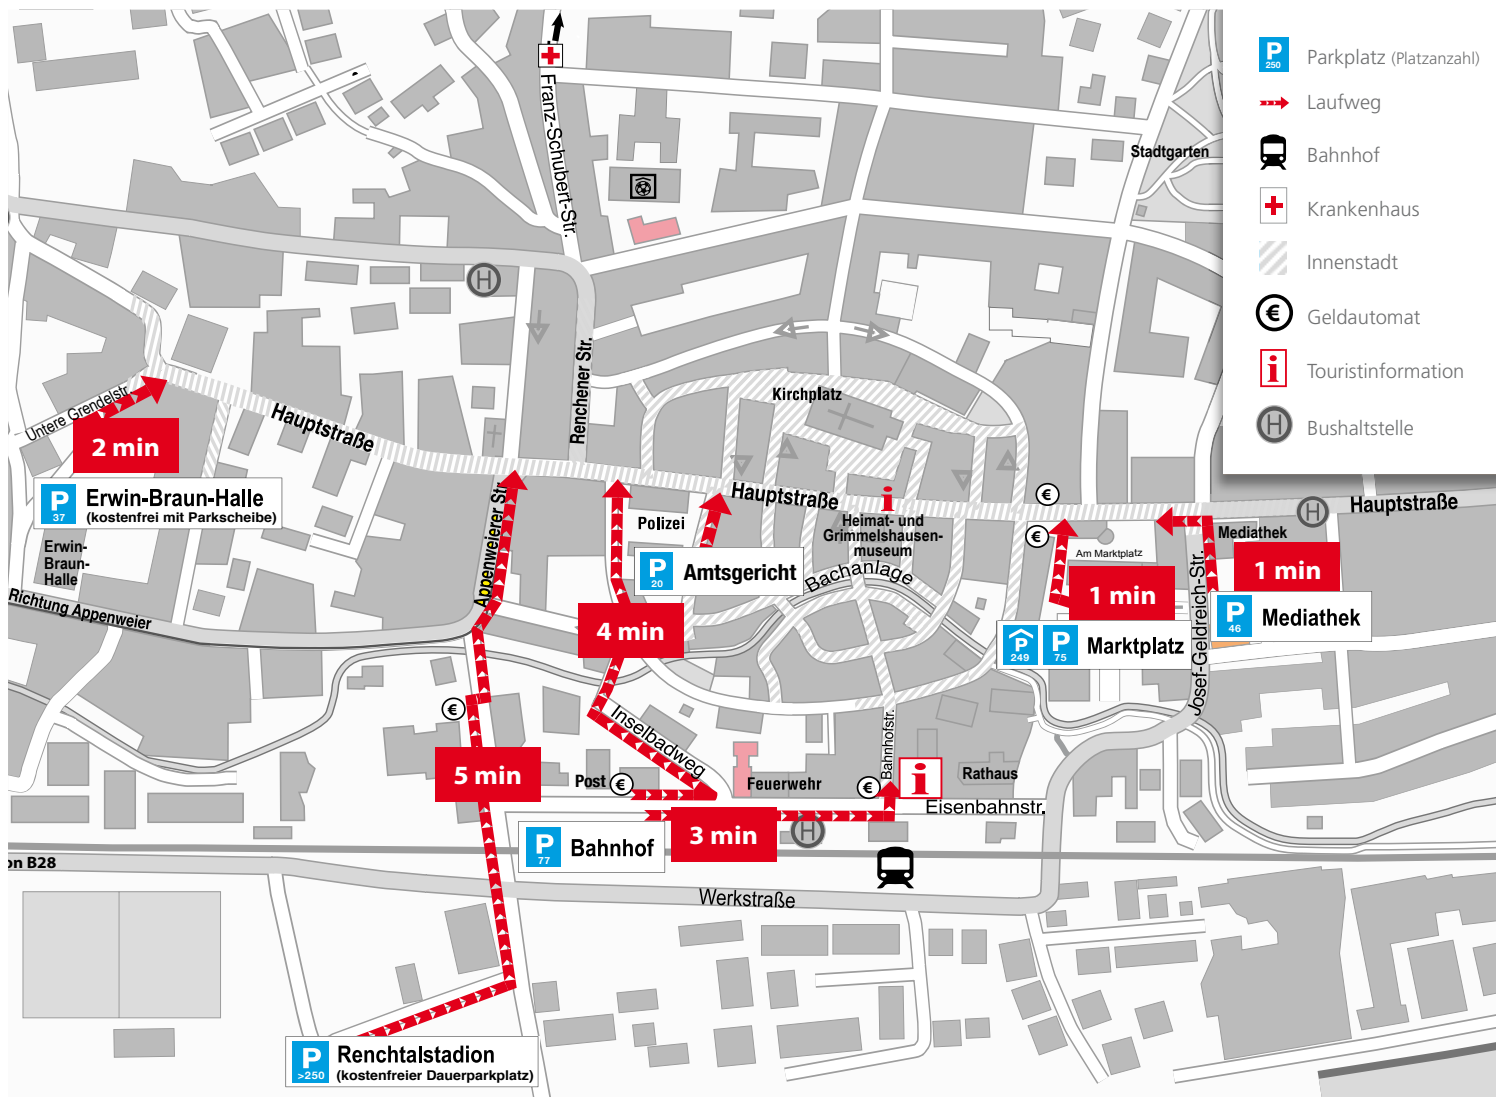 P
250
Parkplatz (Platzanzahl)
Laufweg
Bahnhof
Krankenhaus
Innenstadt
€
Geldautomat
i
Touristinformation
H
Bushaltstelle
Franz-Schubert-Str.
Stadtgarten
H
Renchener Str.
Kirchplatz
Untere Grendelstr.
2 min
Hauptstraße
P
37
Erwin-Braun-Halle
(kostenfrei mit Parkscheibe)
Erwin-
Braun-
Halle
Richtung Appenweier
Appenweierer Str.
Polizei
P
20
Amtsgericht
4 min
Hauptstraße
i
Heimat- und
Grimmelshausen-
museum
Bachanlage
€
€
Am Marktplatz
1 min
P
249
P
75
Marktplatz
H
Hauptstraße
Mediathek
1 min
P
46
Mediathek
Josef-Geldreich-Str.
€
5 min
Inselbadweg
Post
€
Feuerwehr
€
Bahnhofstr.
i
Rathaus
Eisenbahnstr.
P
77
Bahnhof
3 min
H
on B28
Werkstraße
P
>250
Renchtalstadion
(kostenfreier Dauerparkplatz)